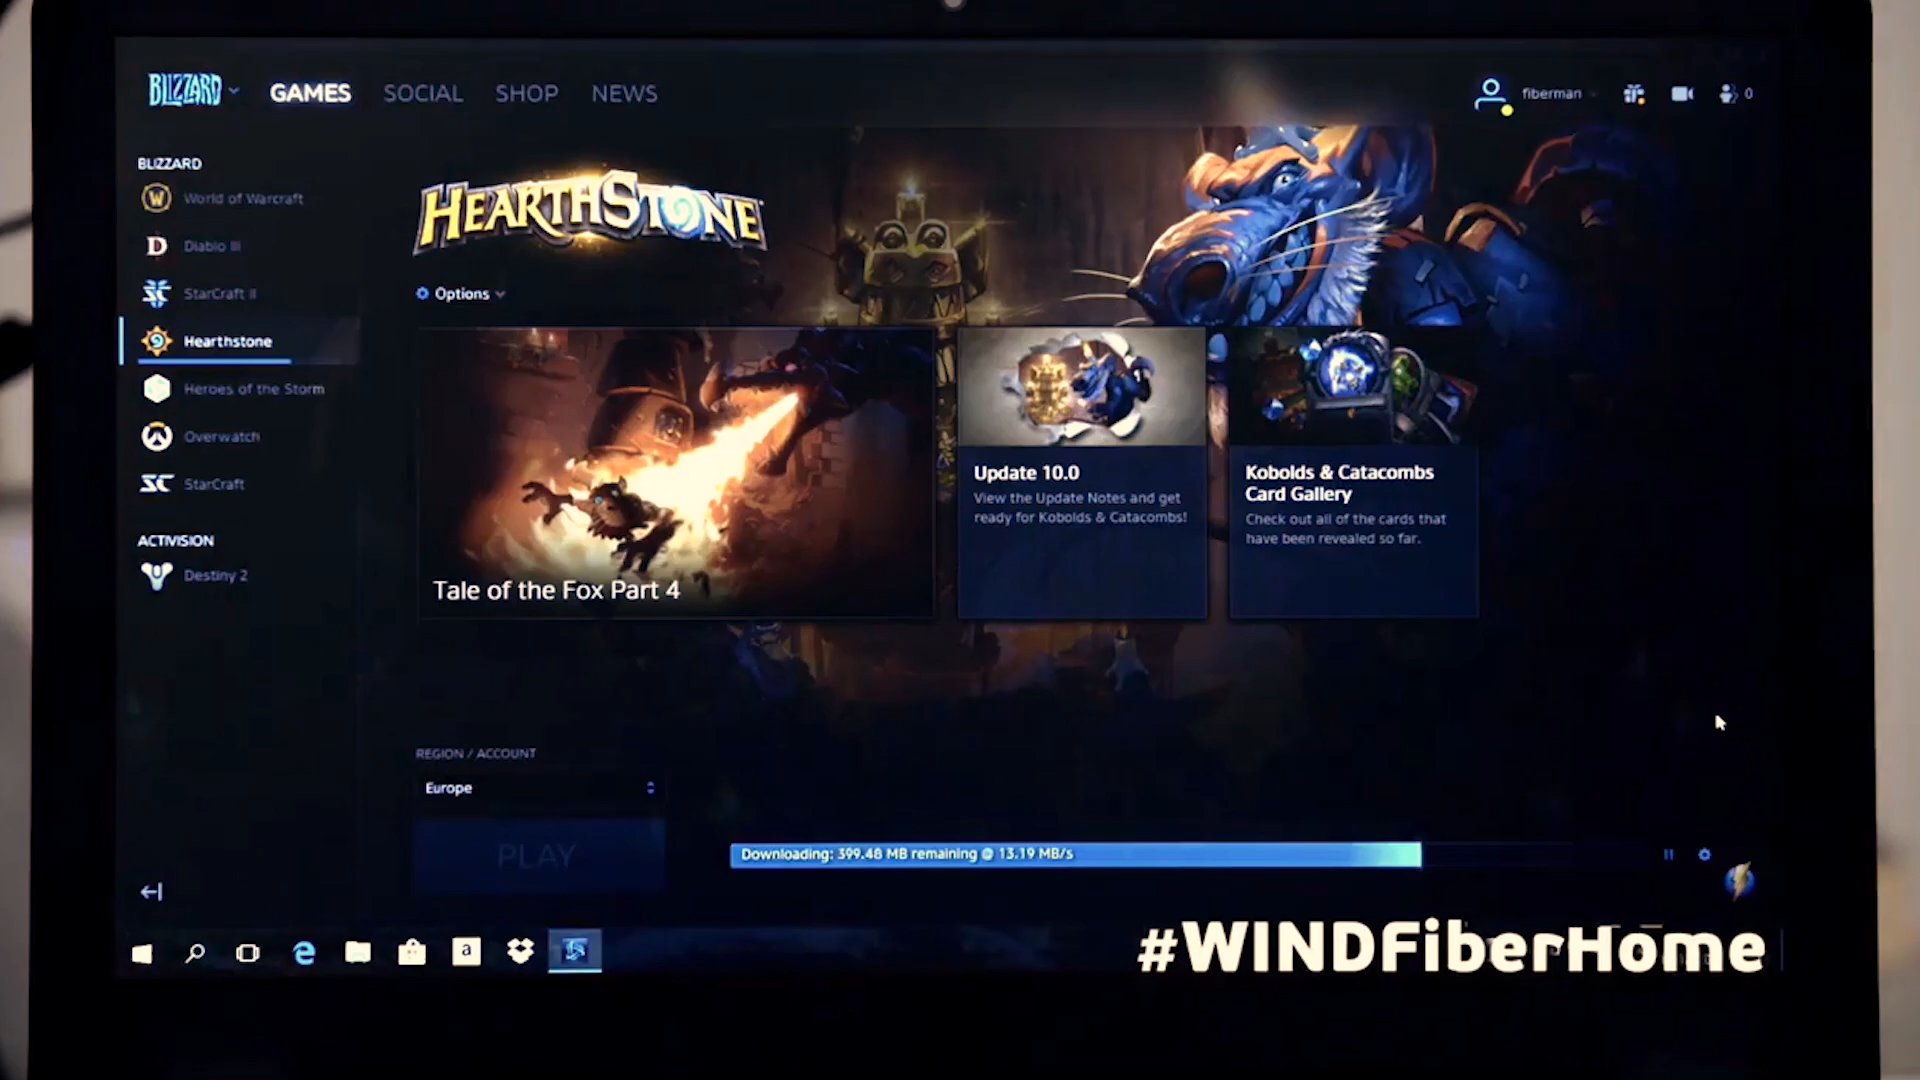 BLIZZARD GAMES SOCIAL SHOP NEWS
fiberman 0
BLIZZARD
World of Warcraft
Diablo III
StarCraft II
Hearthstone
Heroes of the Storm
Overwatch
StarCraft
ACTIVISION
Destiny 2
HEARTHSTONE
Options
Tale of the Fox Part 4
Update 10.0
View the Update Notes and get
ready for Kobolds & Catacombs!
Kobolds & Catacombs
Card Gallery
Check out all of the cards that
have been revealed so far.
REGION / ACCOUNT
Europe
PLAY
Downloading: 399.48 MB remaining @ 13.19 MB/s
#WINDFiberHome